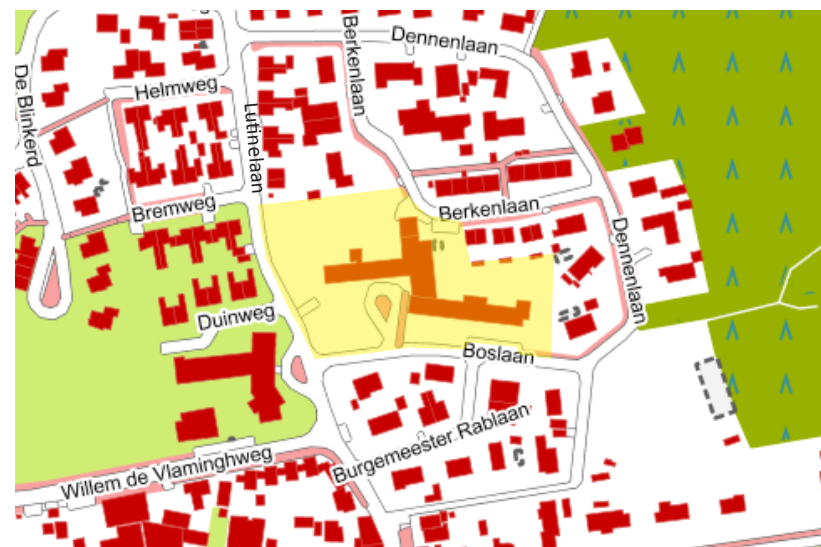 Dennenlaan
Berkenlaan
De Blinkerd
Helmweg
Lutinelaan
Bremweg
Berkenlaan
Dennenlaan
Duinweg
Boslaan
Burgemeester Rablaan
Willem de Vlaminghweg